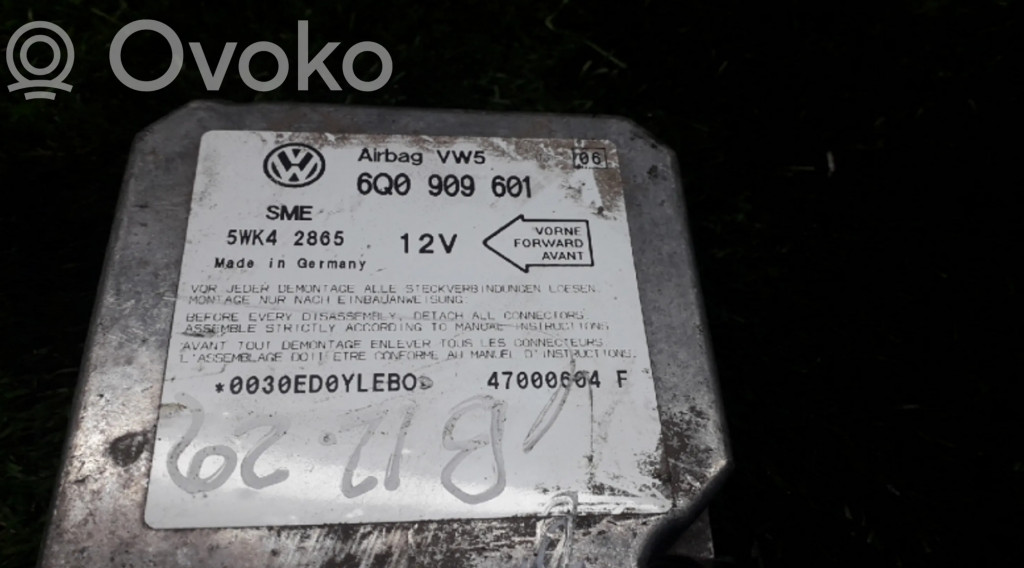 Ovoko
Airbag VW5 06
6Q0 909 601
SME
5WK4 2865 12V
VORNE
FORWARD
AVANT
Made in Germany
VOR JEDER DEMONTAGE ALLE STECKVERBINDUNGEN LOESEN.
MONTAGE NUR NACH EINBAUANWEISUNG.
BEFORE EVERY DISASSEMBLY, DETACH ALL CONNECTORS
ASSEMBLE STRICTLY ACCORDING TO MANUAL INSTRUCTIONS
AVANT TOUT DEMONTAGE ENLEVER TOUS LES CONNECTEURS
L'ASSEMBLAGE DOIT ETRE CONFORME AU MANUEL D'INSTRUCTIONS.
*0030ED0YLEBO 47000604 F